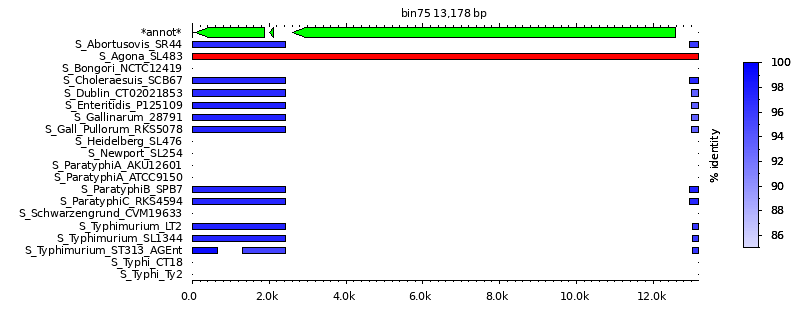 bin75 13,178 bp
*annot*
S_Abortusovis_SR44
S_Agona_SL483
S_Bongori_NCTC12419
S_Choleraesuis_SCB67
S_Dublin_CT02021853
S_Enteritidis_P125109
S_Gallinarum_28791
S_Gall_Pullorum_RKS5078
S_Heidelberg_SL476
S_Newport_SL254
S_ParatyphiA_AKU12601
S_ParatyphiA_ATCC9150
S_ParatyphiB_SPB7
S_ParatyphiC_RKS4594
S_Schwarzengrund_CVM19633
S_Typhimurium_LT2
S_Typhimurium_SL1344
S_Typhimurium_ST313_AGEnt
S_Typhi_CT18
S_Typhi_Ty2
0.0 2.0k 4.0k 6.0k 8.0k 10.0k 12.0k
% identity
100
98
96
94
92
90
88
86